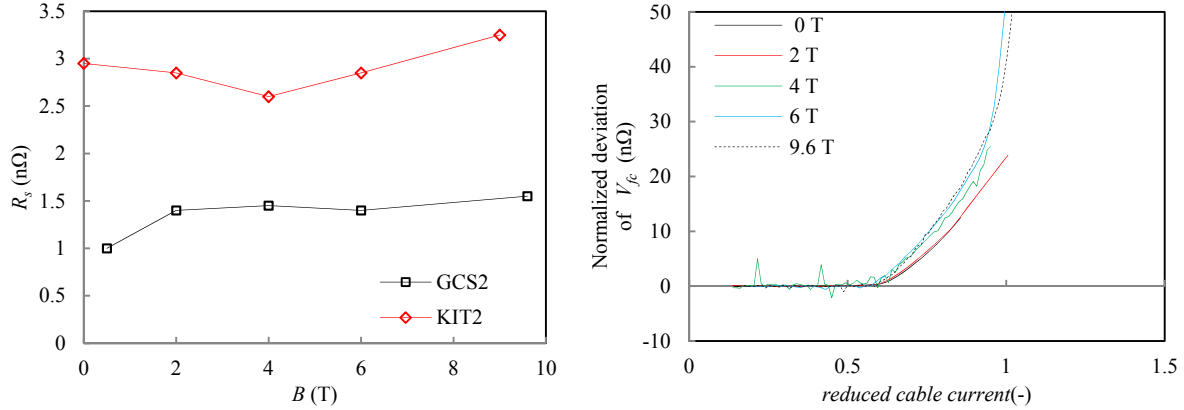 3.5
3
2.5
2
1.5
1
0.5
0
R_s (nΩ)
GCS2
KIT2
0 2 4 6 8 10
B (T)
50
40
30
20
10
0
-10
Normalized deviation
of V_fc (nΩ)
0 T
2 T
4 T
6 T
9.6 T
0 0.5 1 1.5
reduced cable current(-)